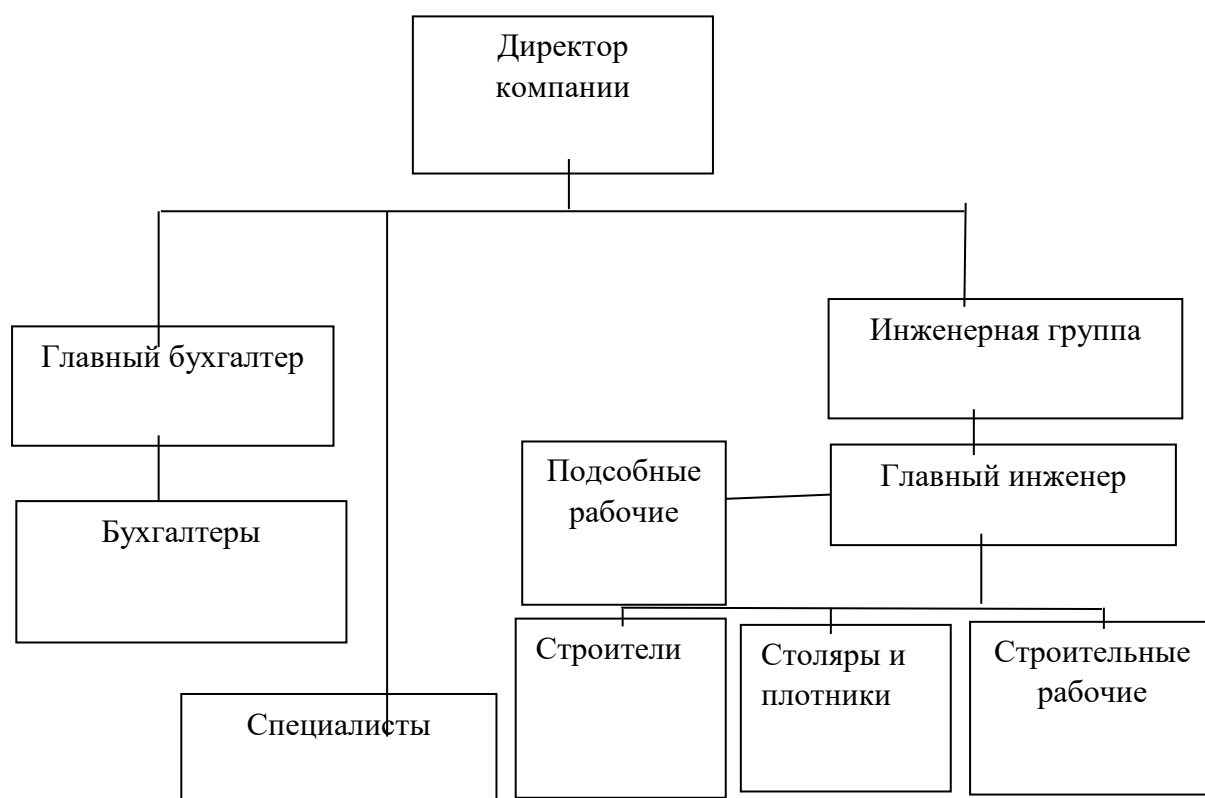 Директор
компании
Инженерная группа
Главный бухгалтер
Подсобные
рабочие
Главный инженер
Бухгалтеры
Строители
Столяры и
плотники
Строительные
рабочие
Специалисты